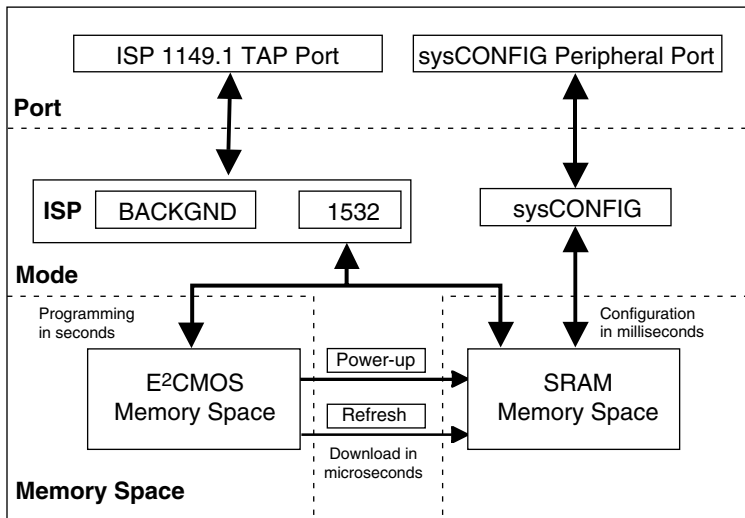 ISP 1149.1 TAP Port
sysCONFIG Peripheral Port
Port
ISP
BACKGND
1532
sysCONFIG
Mode
Programming
in seconds
Configuration
in milliseconds
E²CMOS
Memory Space
Power-up
Refresh
Download in
microseconds
SRAM
Memory Space
Memory Space